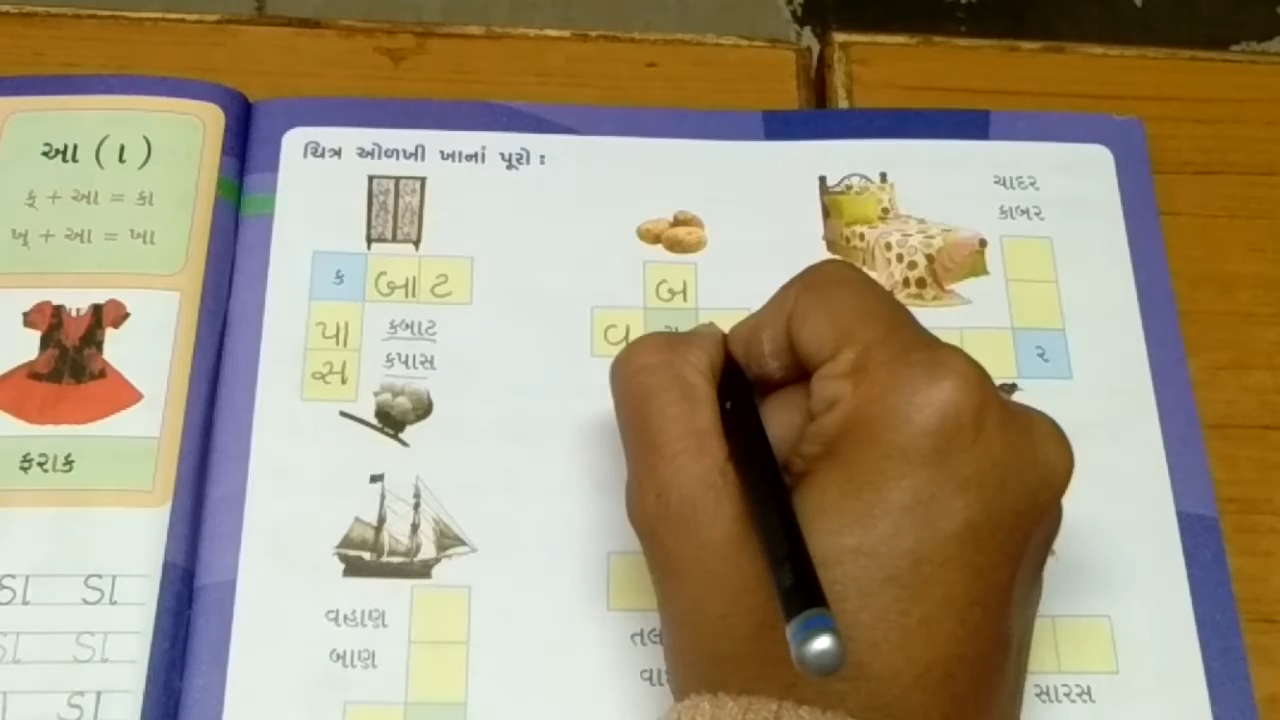 આ ( ા )
ક્ + આ = કા
ખ્ + આ = ખા
ફરાક
ચિત્ર ઓળખી ખાનાં પૂરો :
ક બા ટ
પા
સ
કબાટ
કપાસ
બ
વ
ચાદર
કાબર
ર
વહાણ
બાણ
સારસ